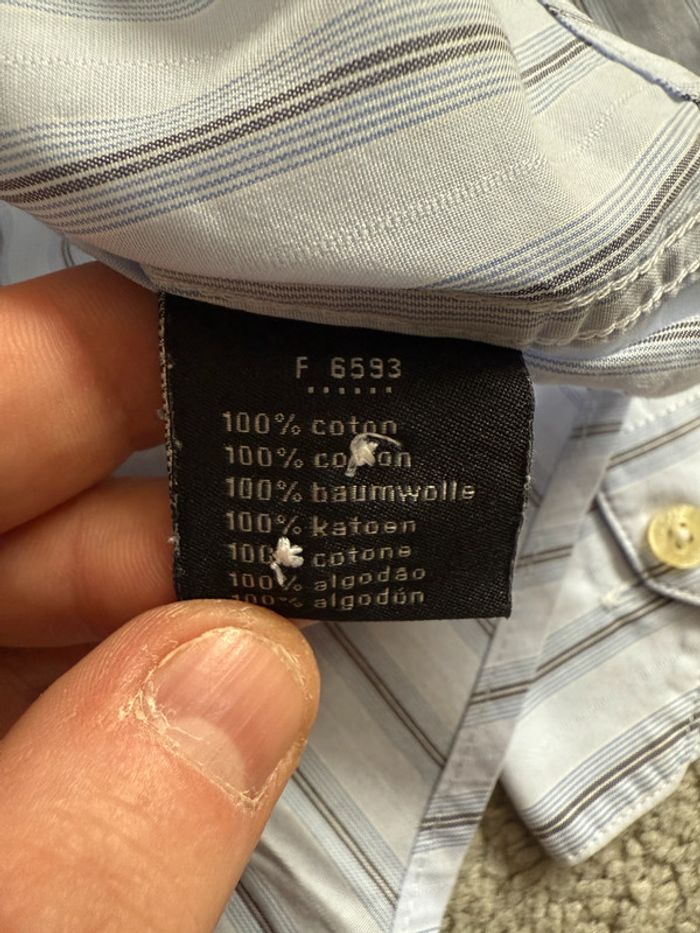 F 6593
100% coton
100% cotton
100% baumwolle
100% katoen
100% cotone
100% algodão
100% algodón